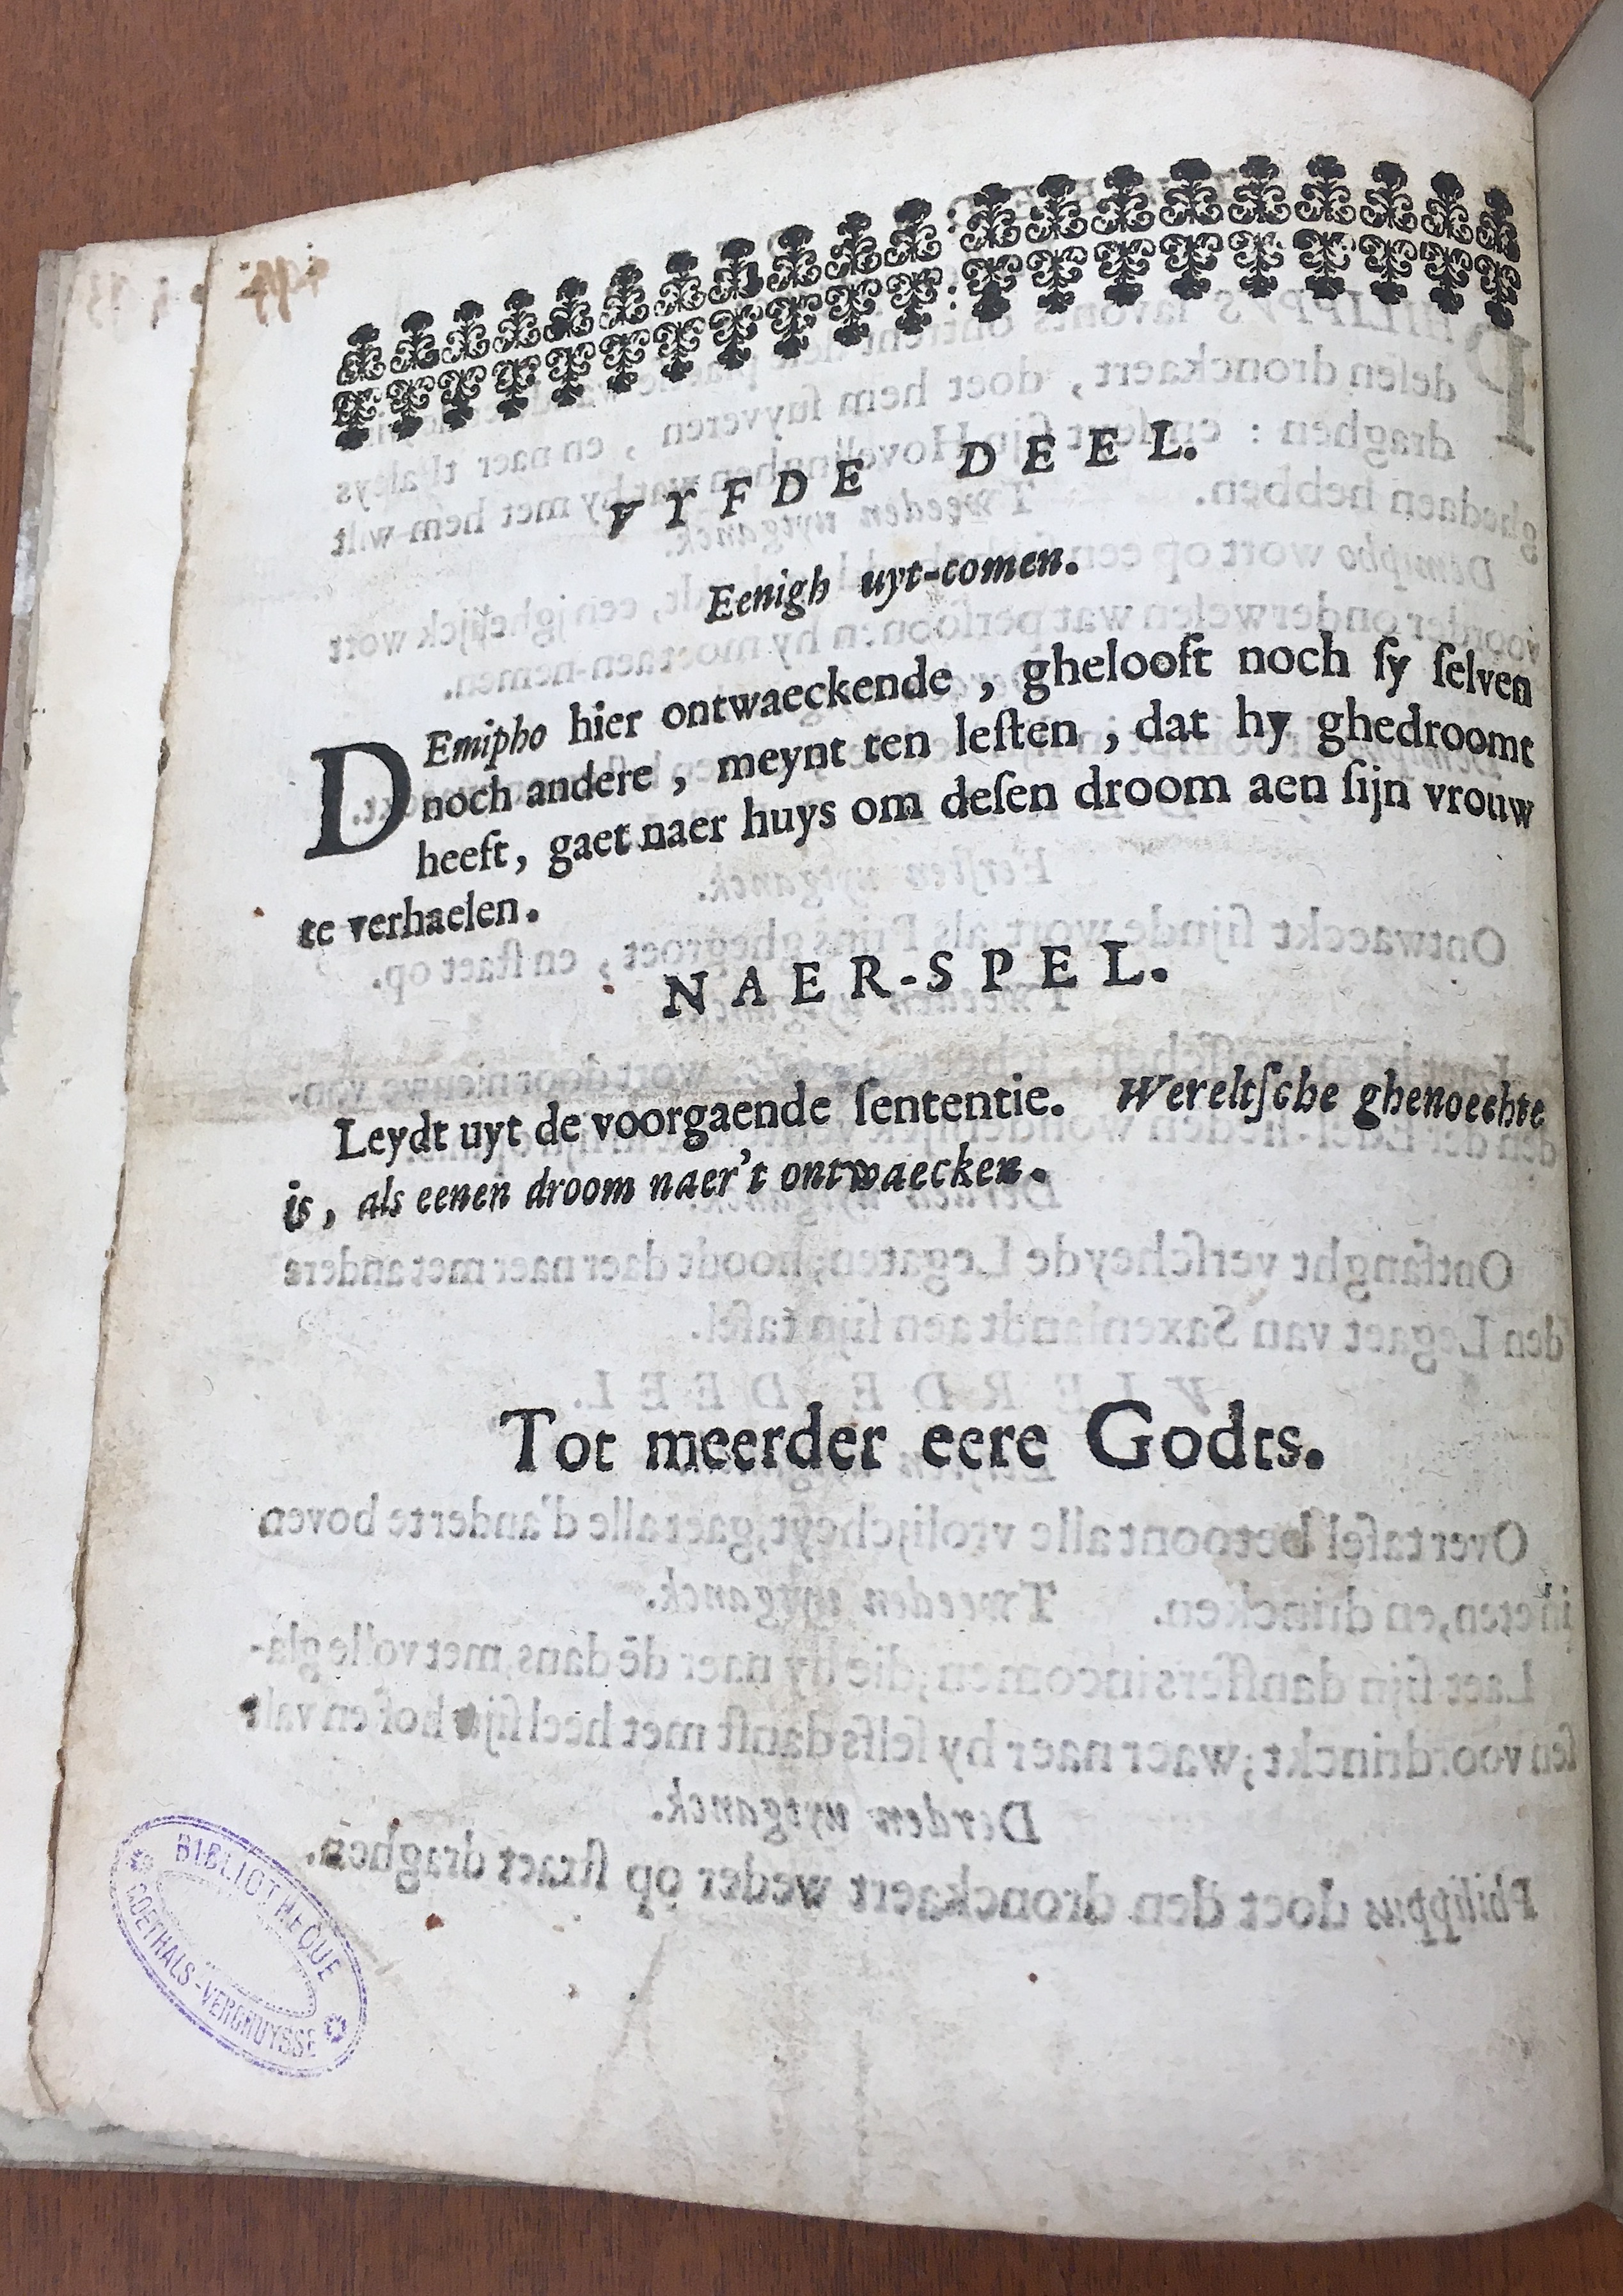 VYFDE DEEL.
Eenigh uyt-comen.
DEmipho hier ontwaeckende, ghelooft noch ſy ſelven
noch andere, meynt ten leſten, dat hy ghedroomt
heeft, gaet naer huys om deſen droom aen ſijn vrouw
te verhaelen.
NAER-SPEL.
Leydt uyt de voorgaende ſententie. Wereltſche ghenoechte
is, als eenen droom naer't ontwaecken.
Tot meerder eere Godts.
BIBLIOTHEQUE
GOETHALS-VERCRUYSSE